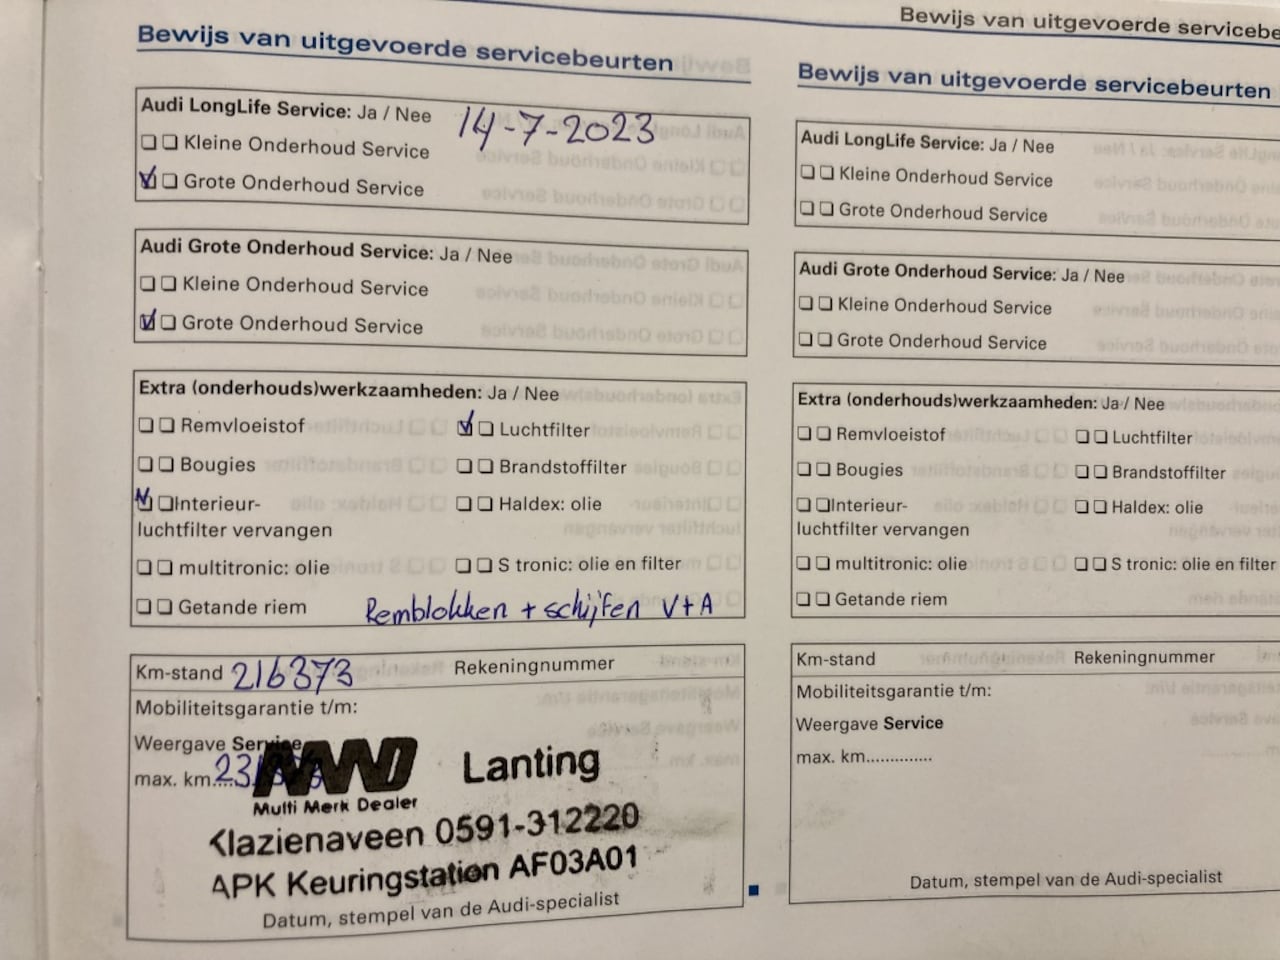 Bewijs van uitgevoerde servicebe
Bewijs van uitgevoerde servicebeurten
Audi LongLife Service: Ja / Nee 14-7-2023
Kleine Onderhoud Service
Grote Onderhoud Service
Audi Grote Onderhoud Service: Ja / Nee
Kleine Onderhoud Service
Grote Onderhoud Service
Extra (onderhouds)werkzaamheden: Ja / Nee
Remvloeistof Luchtfilter
Bougies Brandstoffilter
Interieur- Haldex: olie
luchtfilter vervangen
multitronic: olie S tronic: olie en filter
Getande riem Remblokken + schijfen V+A
Km-stand 216373 Rekeningnummer
Mobiliteitsgarantie t/m:
Weergave Service
max. km
Lanting
Multi Merk Dealer
Klazienaveen 0591-312220
APK Keuringstation AF03A01
Datum, stempel van de Audi-specialist
Bewijs van uitgevoerde servicebeurten
Audi LongLife Service: Ja / Nee
Kleine Onderhoud Service
Grote Onderhoud Service
Audi Grote Onderhoud Service: Ja / Nee
Kleine Onderhoud Service
Grote Onderhoud Service
Extra (onderhouds)werkzaamheden: Ja / Nee
Remvloeistof Luchtfilter
Bougies Brandstoffilter
Interieur- Haldex: olie
luchtfilter vervangen
multitronic: olie S tronic: olie en filter
Getande riem
Km-stand Rekeningnummer
Mobiliteitsgarantie t/m:
Weergave Service
max. km..............
Datum, stempel van de Audi-specialist